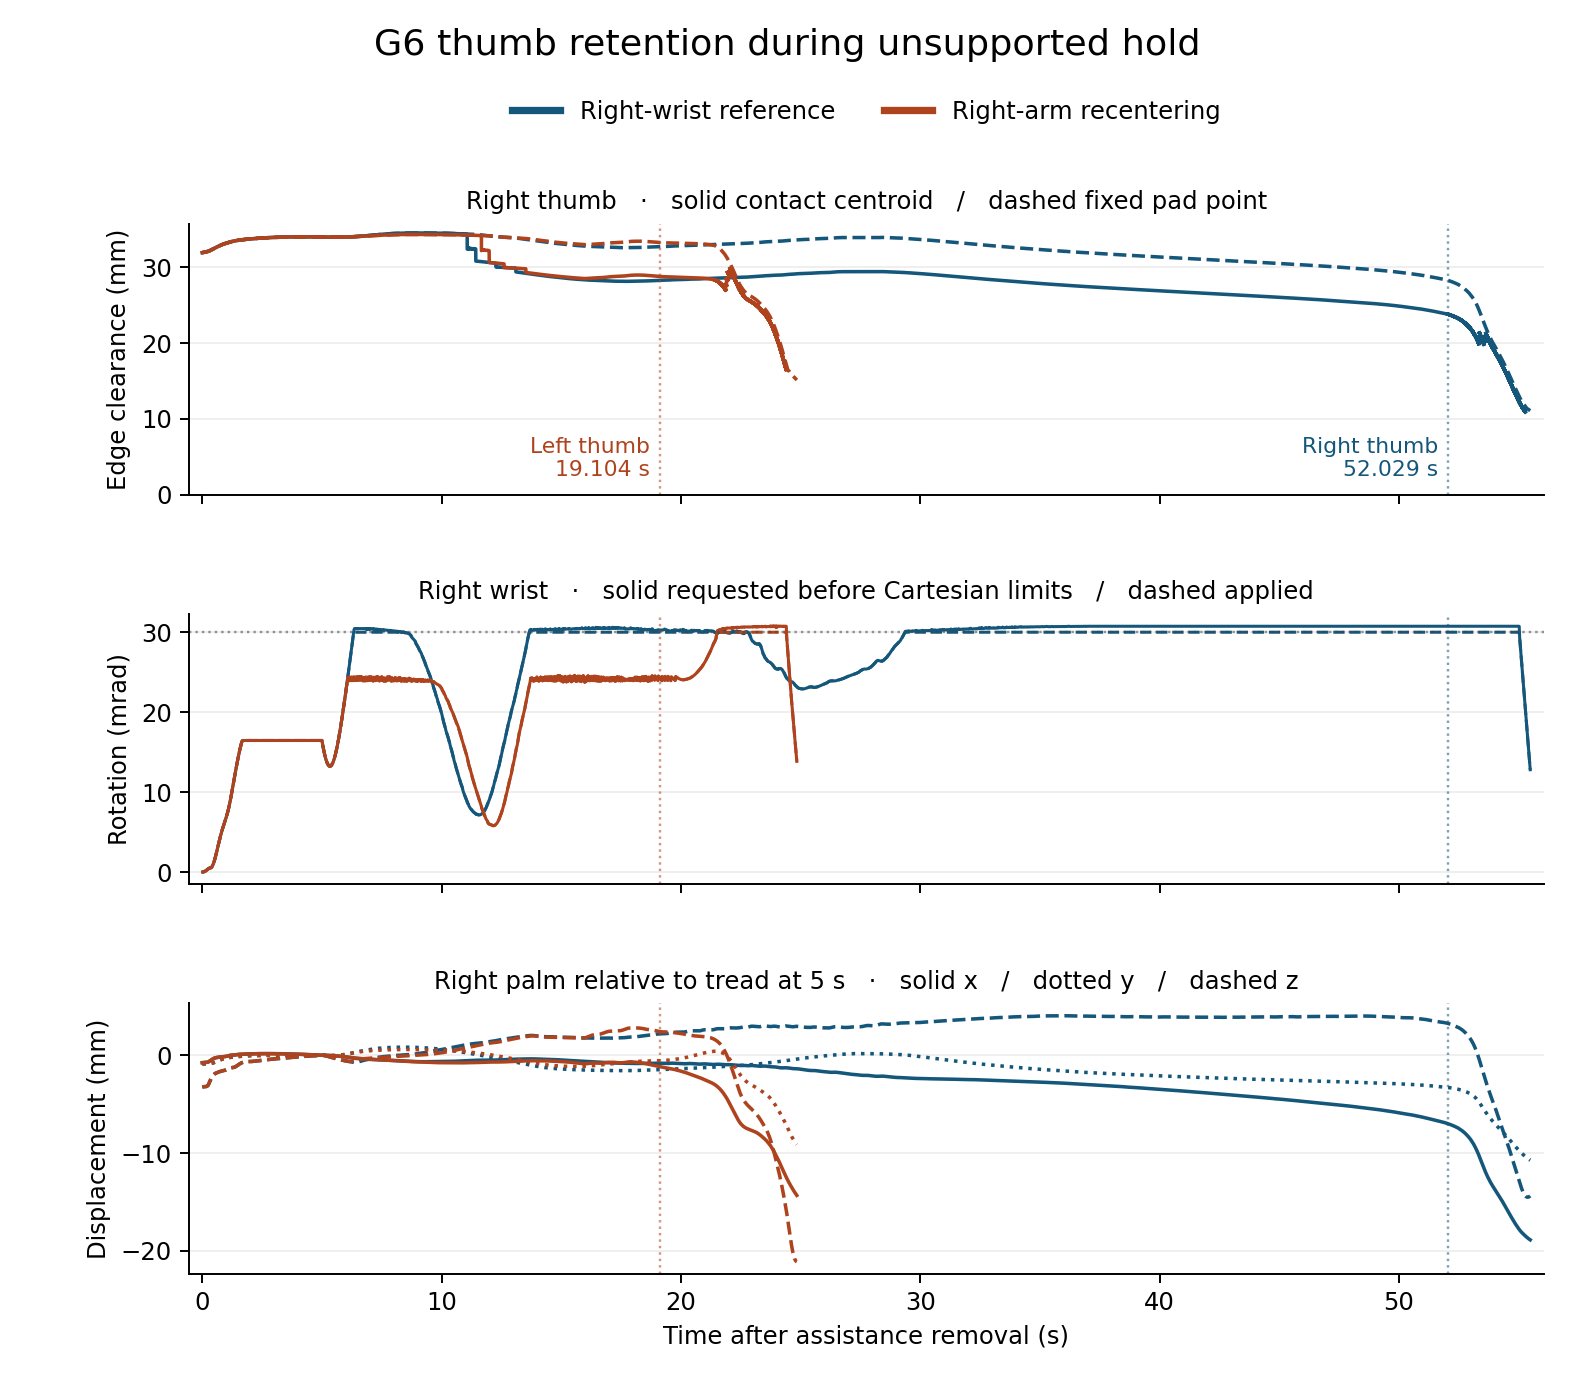 G6 thumb retention during unsupported hold
Right-wrist reference
Right-arm recentering
Right thumb · solid contact centroid / dashed fixed pad point
Edge clearance (mm)
30
20
10
0
Left thumb
19.104 s
Right thumb
52.029 s
Right wrist · solid requested before Cartesian limits / dashed applied
Rotation (mrad)
30
20
10
0
Right palm relative to tread at 5 s · solid x / dotted y / dashed z
Displacement (mm)
0
−10
−20
0 10 20 30 40 50
Time after assistance removal (s)